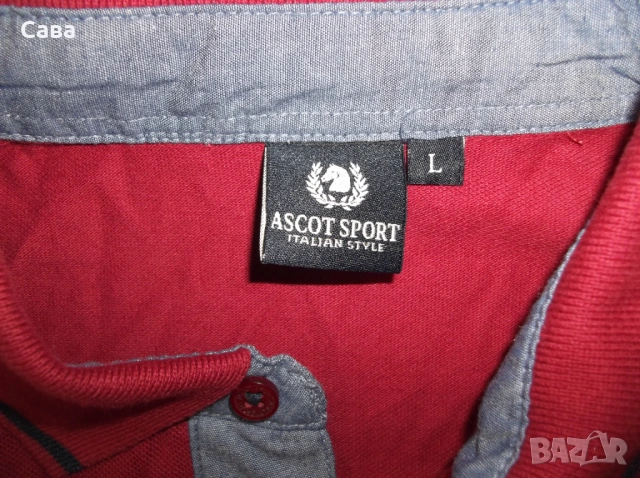 Сава
L
ASCOT SPORT
ITALIAN STYLE
BAZAR